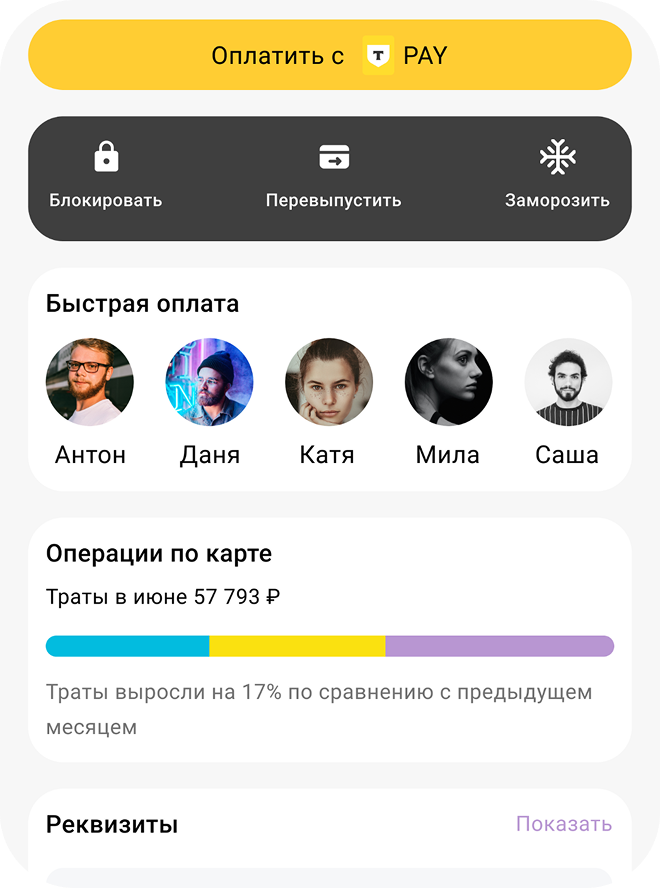 Оплатить с T PAY
Блокировать Перевыпустить Заморозить
Быстрая оплата
Антон Даня Катя Мила Саша
Операции по карте
Траты в июне 57 793 ₽
Траты выросли на 17% по сравнению с предыдущем
месяцем
Реквизиты Показать